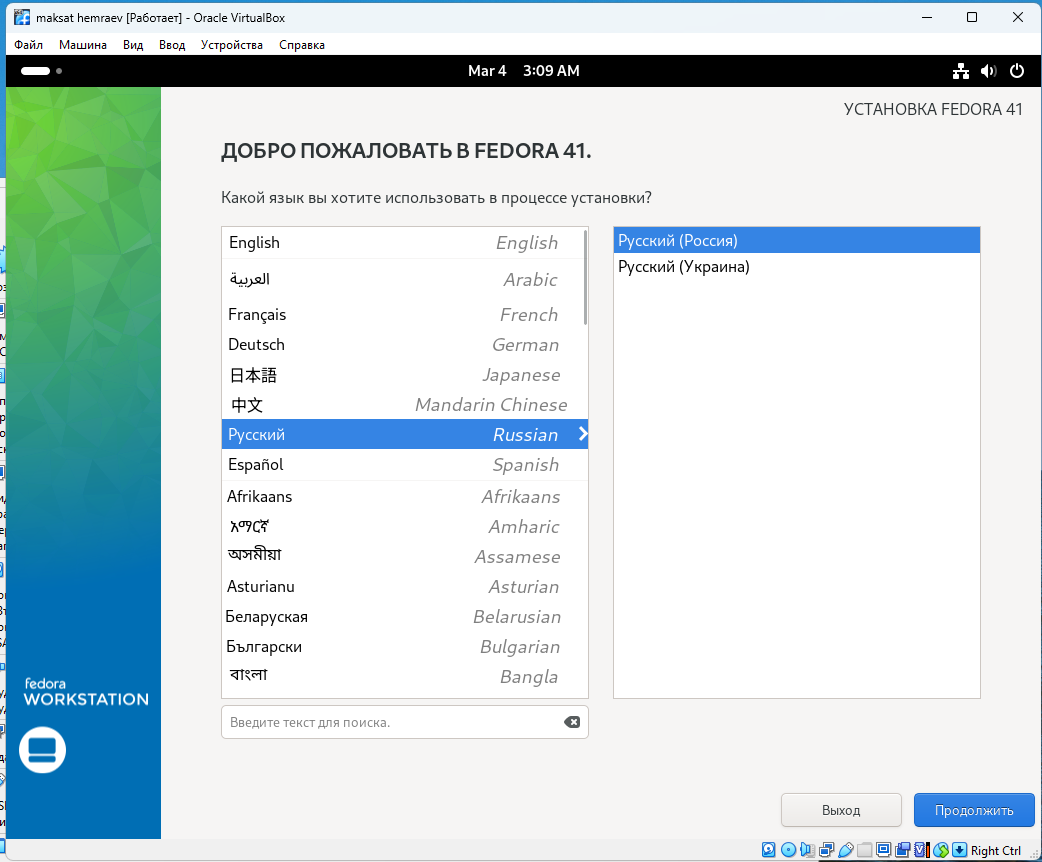 maksat hemraev [Работает] - Oracle VirtualBox
Файл Машина Вид Ввод Устройства Справка
Mar 4 3:09 AM
УСТАНОВКА FEDORA 41
ДОБРО ПОЖАЛОВАТЬ В FEDORA 41.
Какой язык вы хотите использовать в процессе установки?
English English
العربية Arabic
Français French
Deutsch German
日本語 Japanese
中文 Mandarin Chinese
Русский Russian
Español Spanish
Afrikaans Afrikaans
አማርኛ Amharic
অসমীয়া Assamese
Asturianu Asturian
Беларуская Belarusian
Български Bulgarian
বাংলা Bangla
Русский (Россия)
Русский (Украина)
Введите текст для поиска.
fedora
WORKSTATION
Выход Продолжить
Right Ctrl